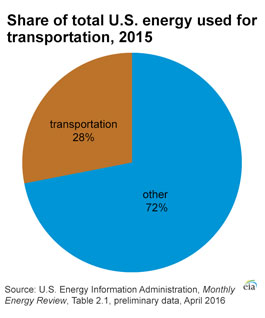 Share of total U.S. energy used for
transportation, 2015
transportation
28%
other
72%
Source: U.S. Energy Information Administration, Monthly
Energy Review, Table 2.1, preliminary data, April 2016
eia